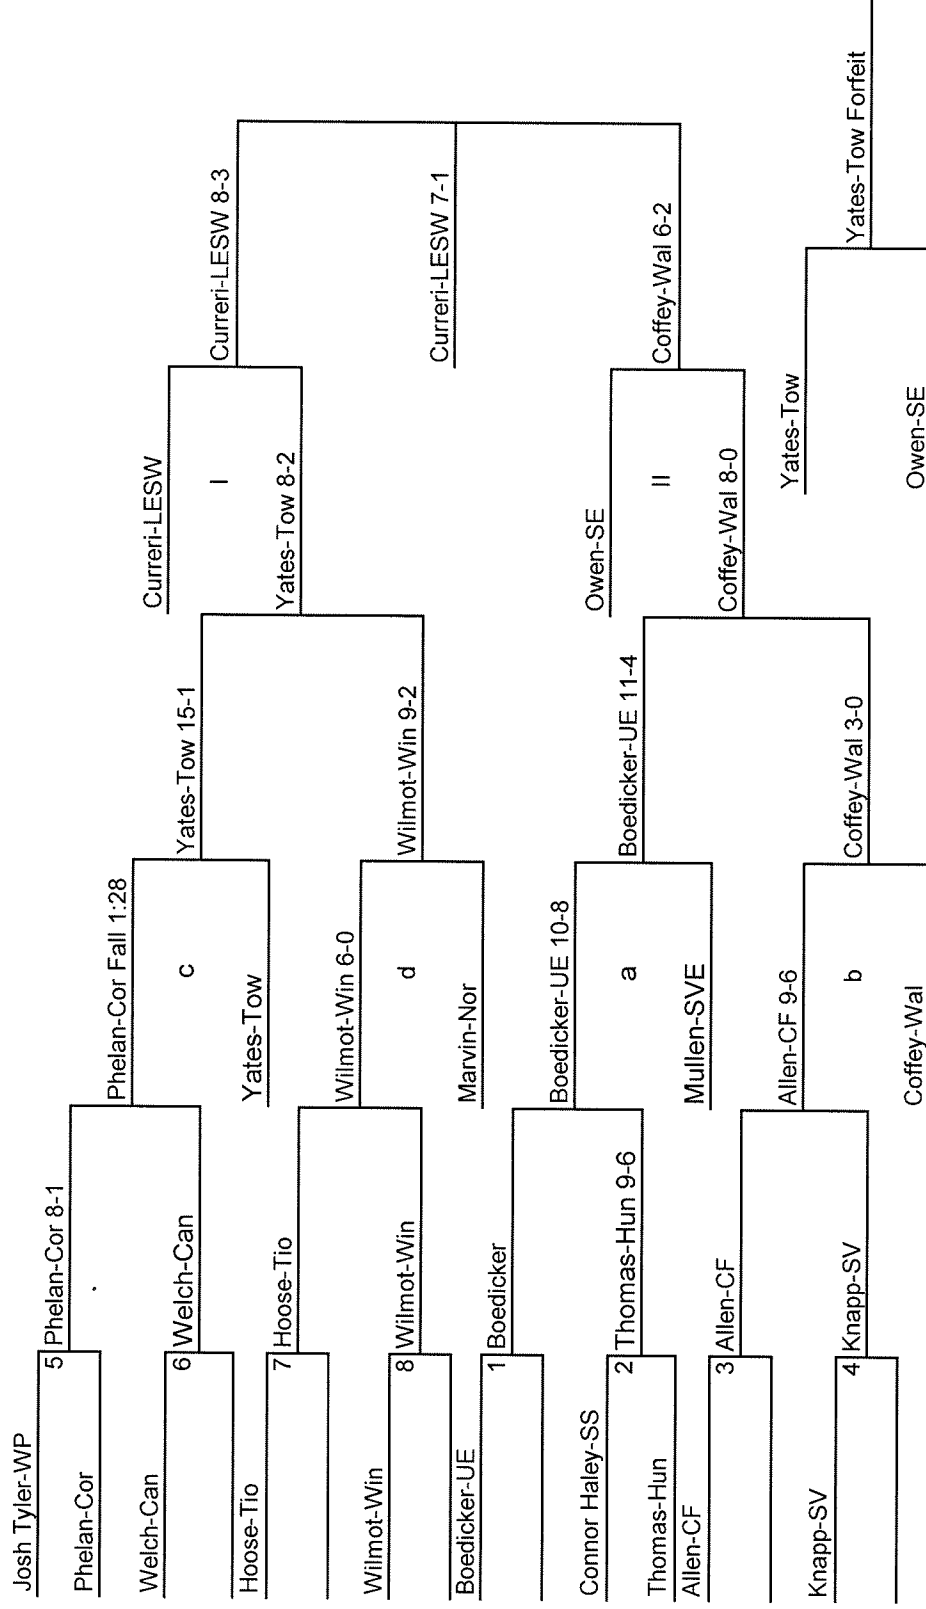 Josh Tyler-WP
5
Phelan-Cor 8-1
Phelan-Cor
Phelan-Cor Fall 1:28
Welch-Can
6
Welch-Can
c
Yates-Tow 15-1
Yates-Tow
Hoose-Tio
7
Hoose-Tio
Wilmot-Win 6-0
Wilmot-Win
8
Wilmot-Win
d
Wilmot-Win 9-2
Marvin-Nor
Curreri-LESW
I
Yates-Tow 8-2
Curreri-LESW 8-3
Curreri-LESW 7-1
Boedicker-UE
1
Boedicker
Boedicker-UE 10-8
Connor Haley-SS
2
Thomas-Hun 9-6
Thomas-Hun
a
Boedicker-UE 11-4
Mullen-SVE
Allen-CF
3
Allen-CF
Allen-CF 9-6
Knapp-SV
4
Knapp-SV
b
Coffey-Wal 3-0
Coffey-Wal
Owen-SE
II
Coffey-Wal 8-0
Coffey-Wal 6-2
Yates-Tow
Yates-Tow Forfeit
Owen-SE